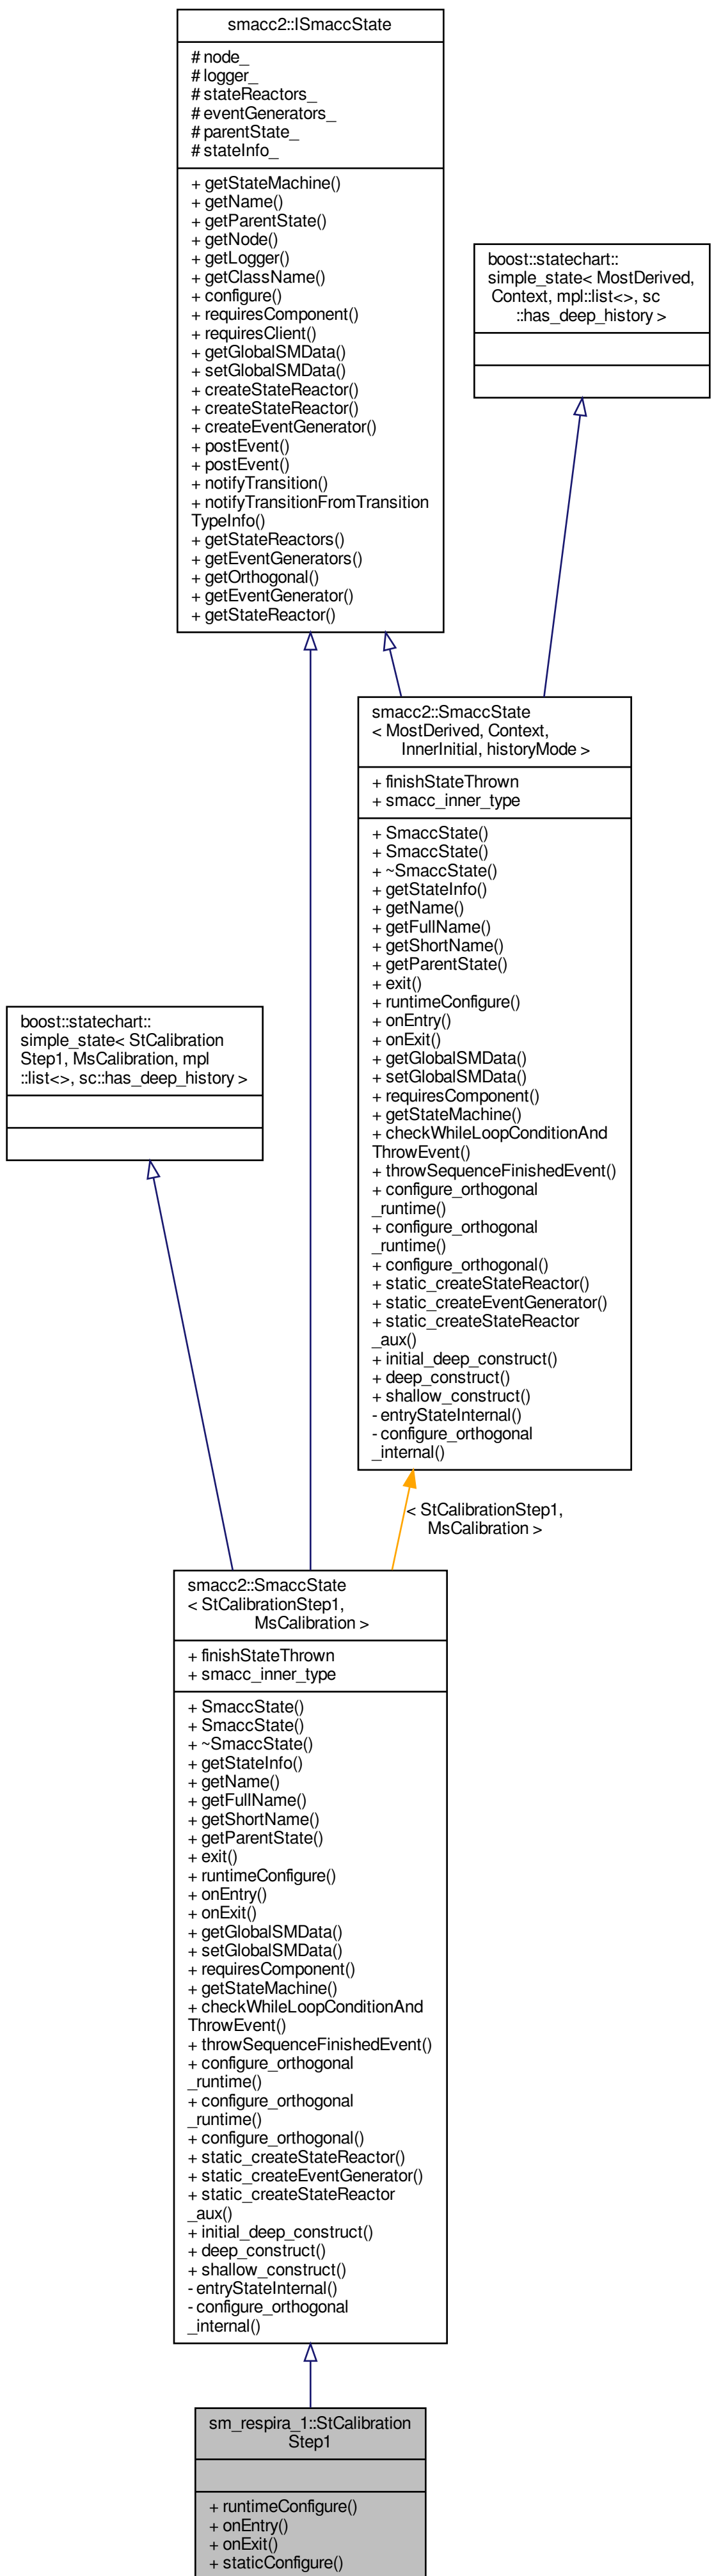 smacc2::ISmaccState
# node_
# logger_
# stateReactors_
# eventGenerators_
# parentState_
# stateInfo_
+ getStateMachine()
+ getName()
+ getParentState()
+ getNode()
+ getLogger()
+ getClassName()
+ configure()
+ requiresComponent()
+ requiresClient()
+ getGlobalSMData()
+ setGlobalSMData()
+ createStateReactor()
+ createStateReactor()
+ createEventGenerator()
+ postEvent()
+ postEvent()
+ notifyTransition()
+ notifyTransitionFromTransition
TypeInfo()
+ getStateReactors()
+ getEventGenerators()
+ getOrthogonal()
+ getEventGenerator()
+ getStateReactor()
boost::statechart::
simple_state< MostDerived,
Context, mpl::list<>, sc
::has_deep_history >
smacc2::SmaccState
< MostDerived, Context,
InnerInitial, historyMode >
+ finishStateThrown
+ smacc_inner_type
+ SmaccState()
+ SmaccState()
+ ~SmaccState()
+ getStateInfo()
+ getName()
+ getFullName()
+ getShortName()
+ getParentState()
+ exit()
+ runtimeConfigure()
+ onEntry()
+ onExit()
+ getGlobalSMData()
+ setGlobalSMData()
+ requiresComponent()
+ getStateMachine()
+ checkWhileLoopConditionAnd
ThrowEvent()
+ throwSequenceFinishedEvent()
+ configure_orthogonal
_runtime()
+ configure_orthogonal
_runtime()
+ configure_orthogonal()
+ static_createStateReactor()
+ static_createEventGenerator()
+ static_createStateReactor
_aux()
+ initial_deep_construct()
+ deep_construct()
+ shallow_construct()
- entryStateInternal()
- configure_orthogonal
_internal()
boost::statechart::
simple_state< StCalibration
Step1, MsCalibration, mpl
::list<>, sc::has_deep_history >
< StCalibrationStep1,
MsCalibration >
smacc2::SmaccState
< StCalibrationStep1,
MsCalibration >
+ finishStateThrown
+ smacc_inner_type
+ SmaccState()
+ SmaccState()
+ ~SmaccState()
+ getStateInfo()
+ getName()
+ getFullName()
+ getShortName()
+ getParentState()
+ exit()
+ runtimeConfigure()
+ onEntry()
+ onExit()
+ getGlobalSMData()
+ setGlobalSMData()
+ requiresComponent()
+ getStateMachine()
+ checkWhileLoopConditionAnd
ThrowEvent()
+ throwSequenceFinishedEvent()
+ configure_orthogonal
_runtime()
+ configure_orthogonal
_runtime()
+ configure_orthogonal()
+ static_createStateReactor()
+ static_createEventGenerator()
+ static_createStateReactor
_aux()
+ initial_deep_construct()
+ deep_construct()
+ shallow_construct()
- entryStateInternal()
- configure_orthogonal
_internal()
sm_respira_1::StCalibration
Step1
+ runtimeConfigure()
+ onEntry()
+ onExit()
+ staticConfigure()